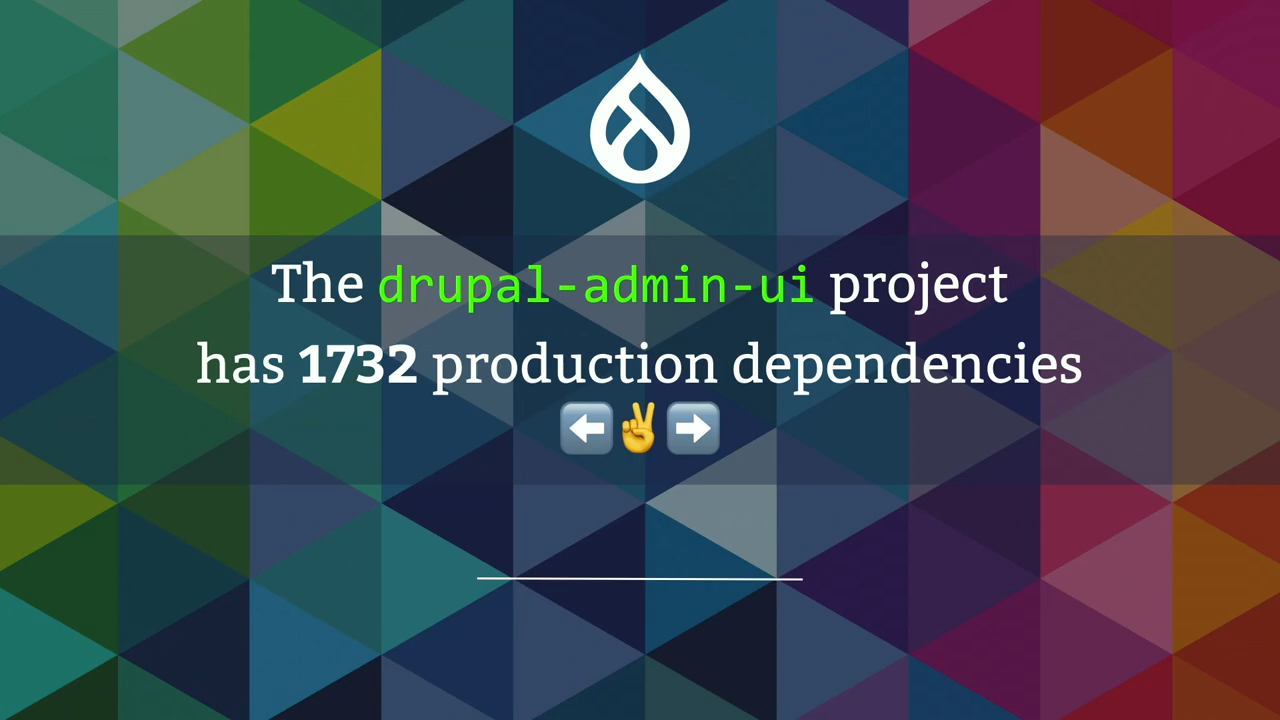 The drupal-admin-ui project
has 1732 production dependencies
⬅️✌️➡️